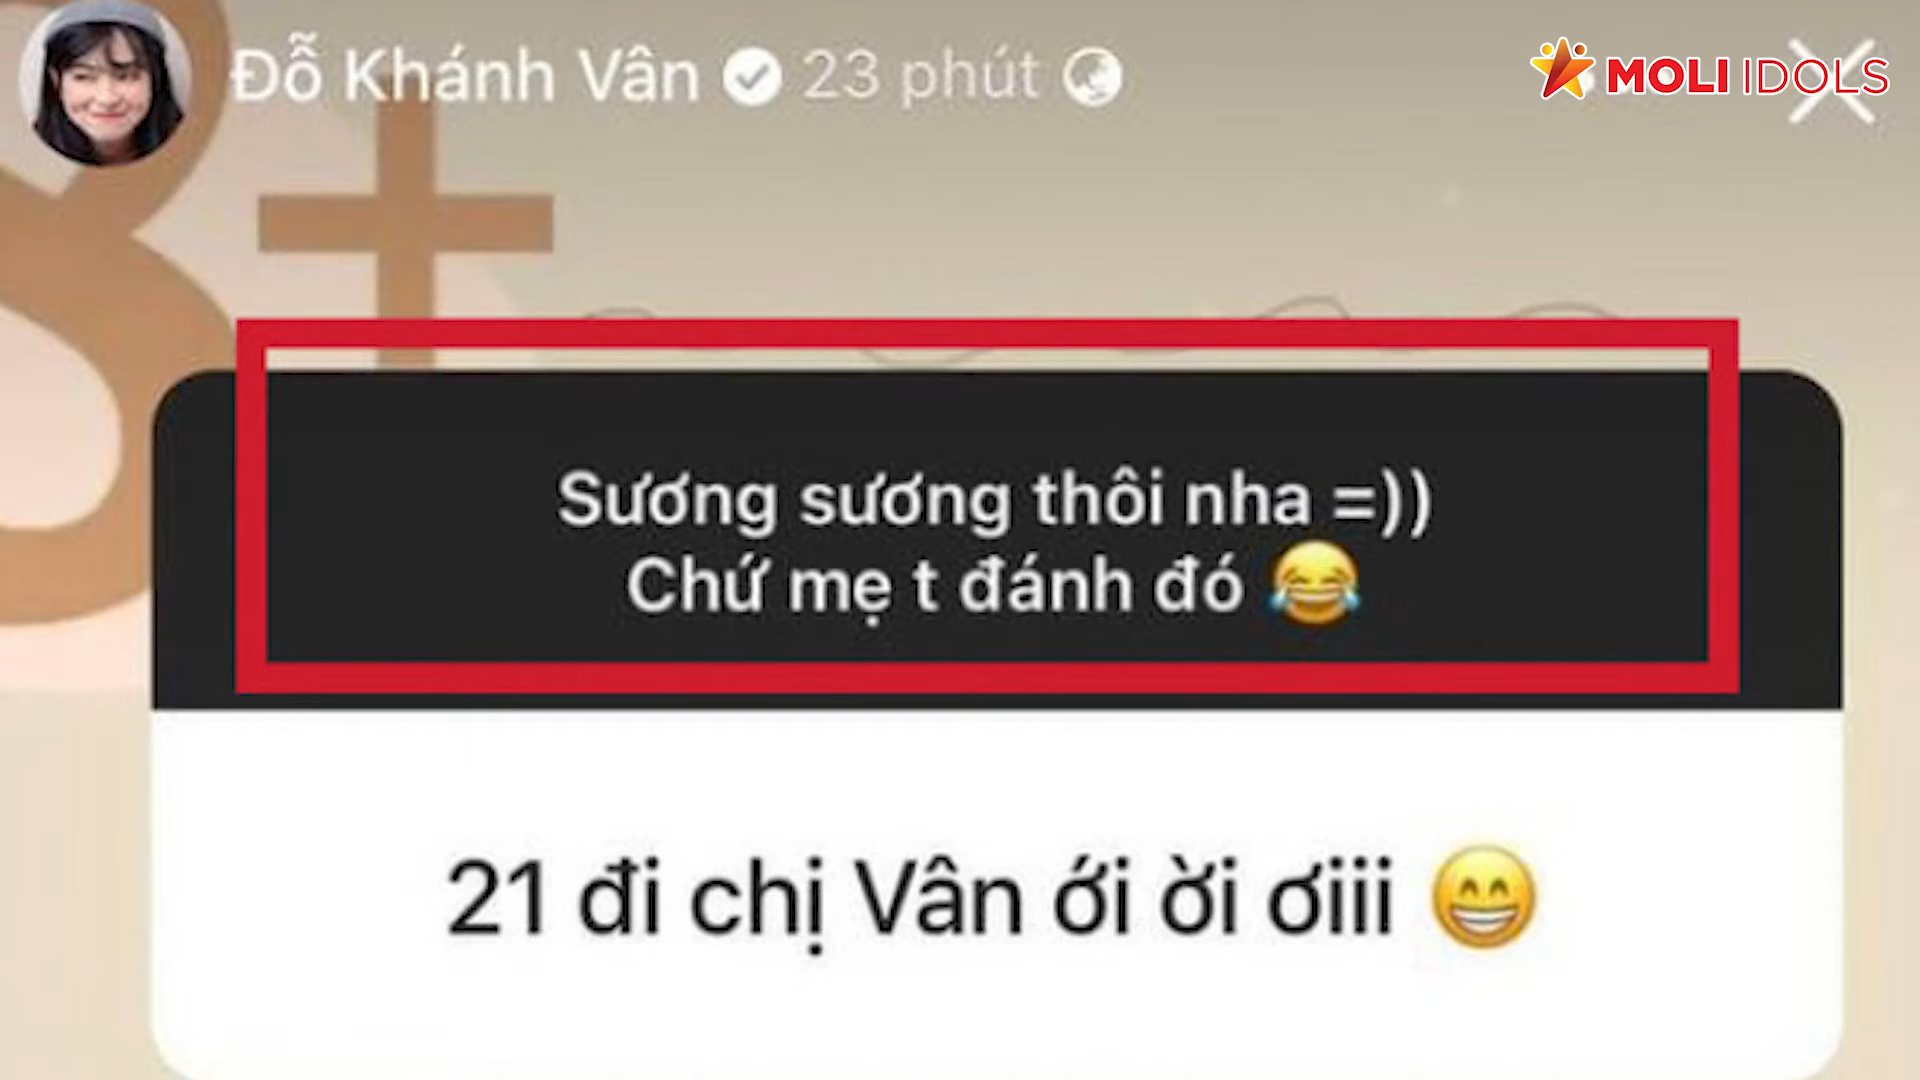 Đỗ Khánh Vân 23 phút
MOLI IDOLS
8+
Sương sương thôi nha =))
Chứ mẹ t đánh đó 😂
21 đi chị Vân ới ời ơiii 😁